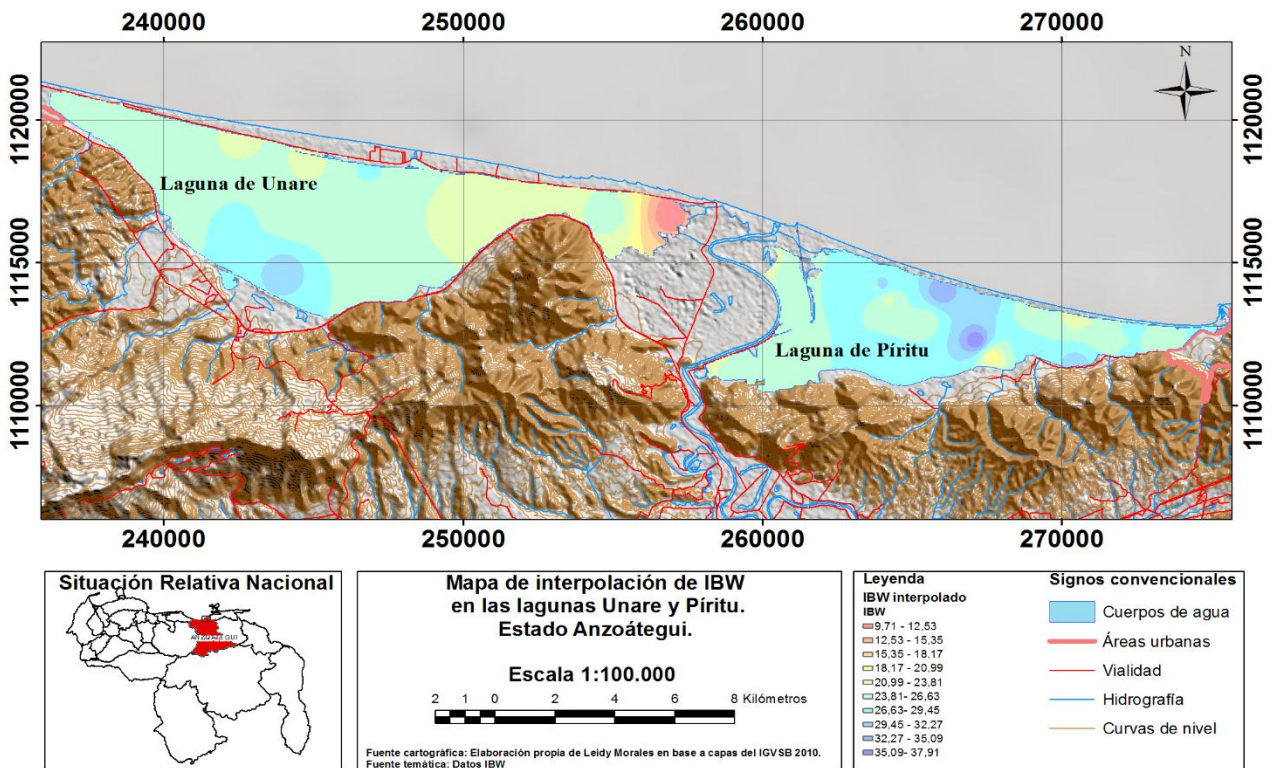 240000 250000 260000 270000
N
1120000 1120000
Laguna de Unare
1115000 1115000
Laguna de Píritu
1110000 1110000
240000 250000 260000 270000
Situación Relativa Nacional
ANZOATEGUI
Mapa de interpolación de IBW
en las lagunas Unare y Píritu.
Estado Anzoátegui.
Escala 1:100.000
2 1 0 2 4 6 8 Kilómetros
Fuente cartográfica: Elaboración propia de Leidy Morales en base a capas del IGVSB 2010.
Fuente temática: Datos IBW
Leyenda
IBW interpolado
IBW
9,71 - 12,53
12,53 - 15,35
15,35 - 18,17
18,17 - 20,99
20,99 - 23,81
23,81- 26,63
26,63- 29,45
29,45 - 32.27
32,27 - 35.09
35,09- 37,91
Signos convencionales
Cuerpos de agua
Áreas urbanas
Vialidad
Hidrografía
Curvas de nivel